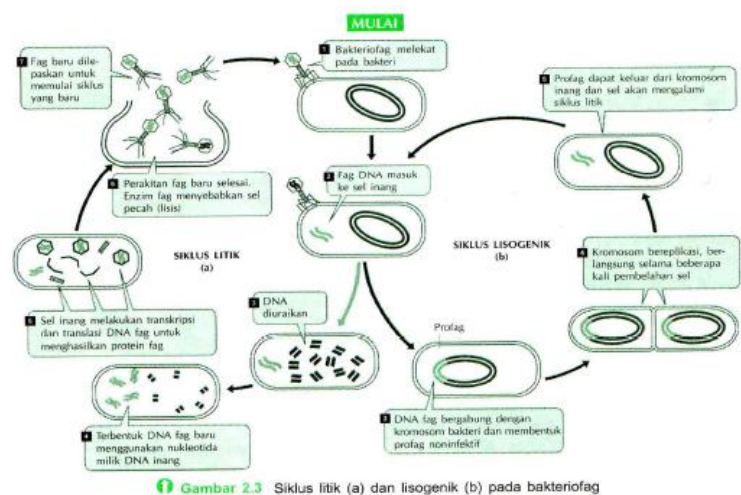 MULAI
1 Bakteriofag melekat
pada bakteri
2 Fag DNA masuk
ke sel inang
SIKLUS LITIK
(a)
3 DNA
diuraikan
4 Terbentuk DNA fag baru
menggunakan nukleotida
milik DNA inang
5 Sel inang melakukan transkripsi
dan translasi DNA fag untuk
menghasilkan protein fag
6 Perakitan fag baru selesai.
Enzim fag menyebabkan sel
pecah (lisis)
7 Fag baru dile-
paskan untuk
memulai siklus
yang baru
SIKLUS LISOGENIK
(b)
Profag
3 DNA fag bergabung dengan
kromosom bakteri dan membentuk
profag noninfektif
4 Kromosom bereplikasi, ber-
langsung selama beberapa
kali pembelahan sel
5 Profag dapat keluar dari kromosom
inang dan sel akan mengalami
siklus litik
Gambar 2.3 Siklus litik (a) dan lisogenik (b) pada bakteriofag